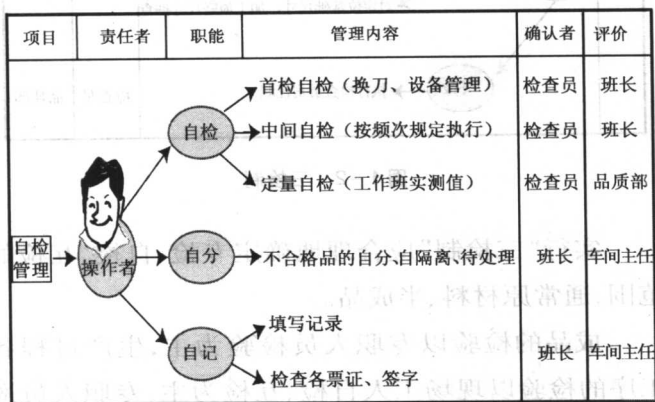 项目 责任者 职能 管理内容 确认者 评价
首检自检（换刀、设备管理） 检查员 班长
自检 中间自检（按频次规定执行） 检查员 班长
定量自检（工作班实测值） 检查员 品质部
自检
管理 操作者 自分 不合格品的自分、自隔离、待处理 班长 车间主任
填写记录
自记 班长 车间主任
检查各票证、签字